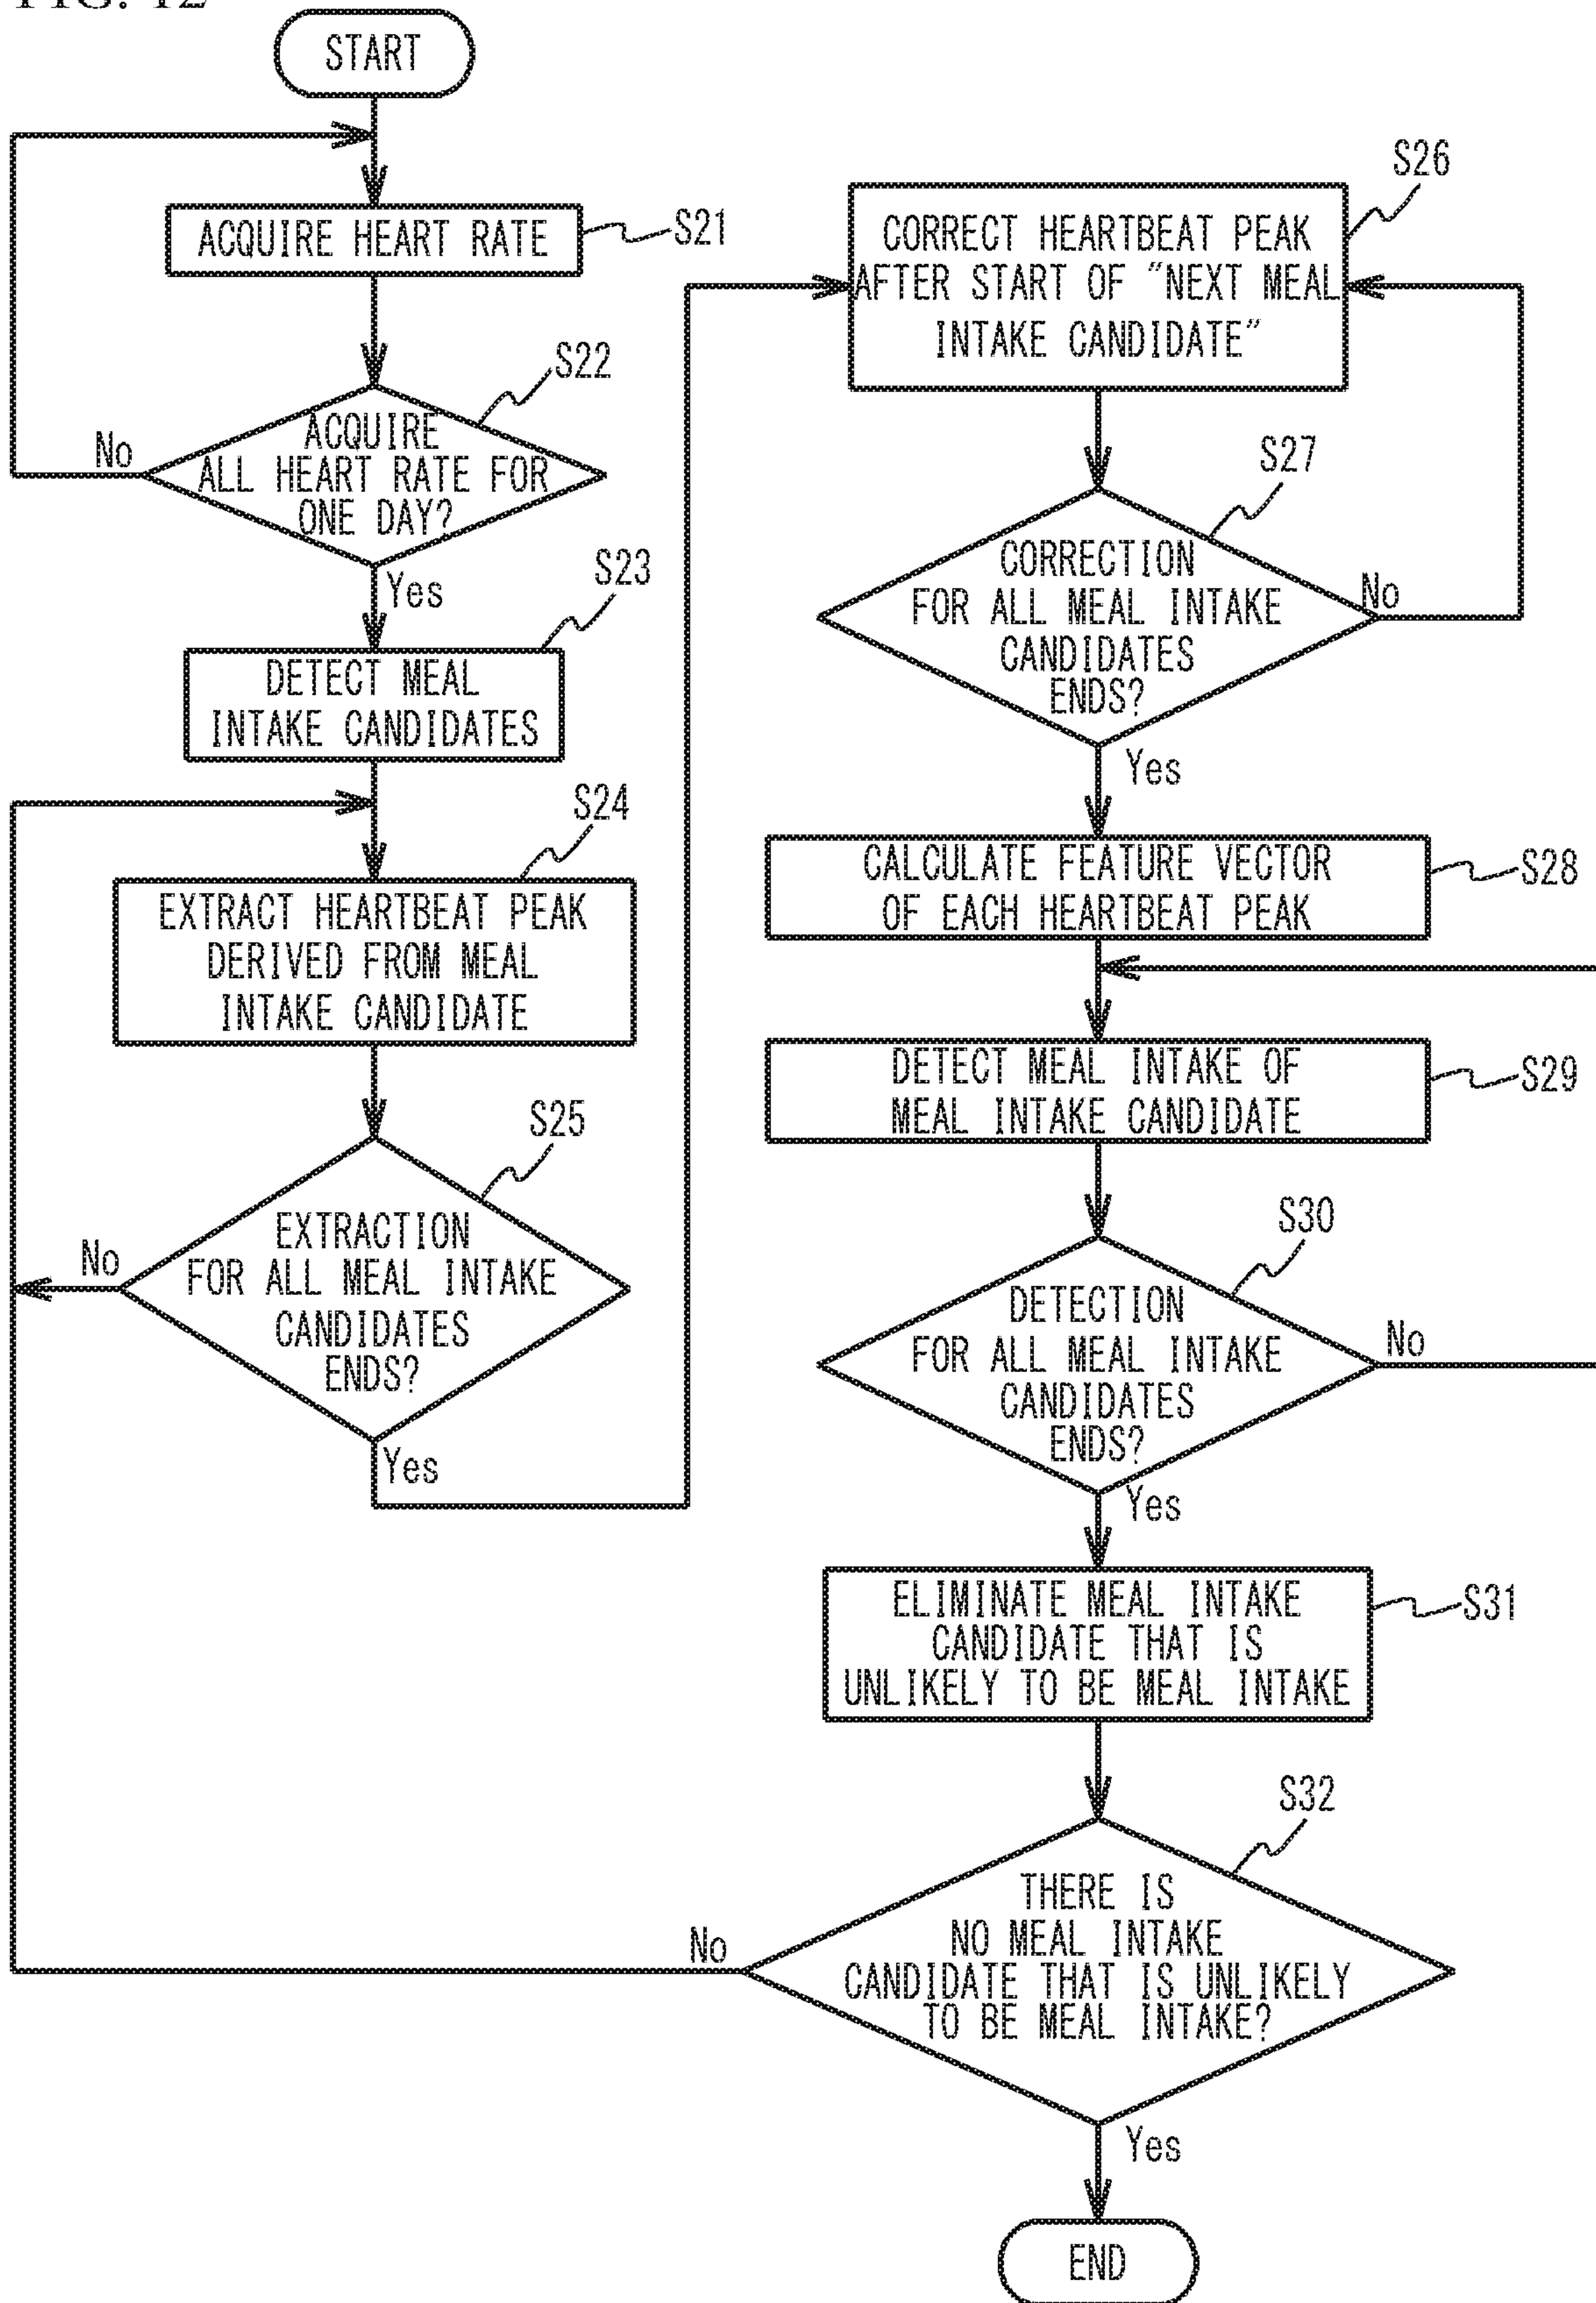 FIG. 12
START
ACQUIRE HEART RATE
S21
S22
ACQUIRE
ALL HEART RATE FOR
ONE DAY?
No
Yes
S23
DETECT MEAL
INTAKE CANDIDATES
S24
EXTRACT HEARTBEAT PEAK
DERIVED FROM MEAL
INTAKE CANDIDATE
S25
EXTRACTION
FOR ALL MEAL INTAKE
CANDIDATES
ENDS?
No
Yes
S26
CORRECT HEARTBEAT PEAK
AFTER START OF "NEXT MEAL
INTAKE CANDIDATE"
S27
CORRECTION
FOR ALL MEAL INTAKE
CANDIDATES
ENDS?
No
Yes
CALCULATE FEATURE VECTOR
OF EACH HEARTBEAT PEAK
S28
DETECT MEAL INTAKE OF
MEAL INTAKE CANDIDATE
S29
S30
DETECTION
FOR ALL MEAL INTAKE
CANDIDATES
ENDS?
No
Yes
ELIMINATE MEAL INTAKE
CANDIDATE THAT IS
UNLIKELY TO BE MEAL INTAKE
S31
S32
THERE IS
NO MEAL INTAKE
CANDIDATE THAT IS UNLIKELY
TO BE MEAL INTAKE?
No
Yes
END